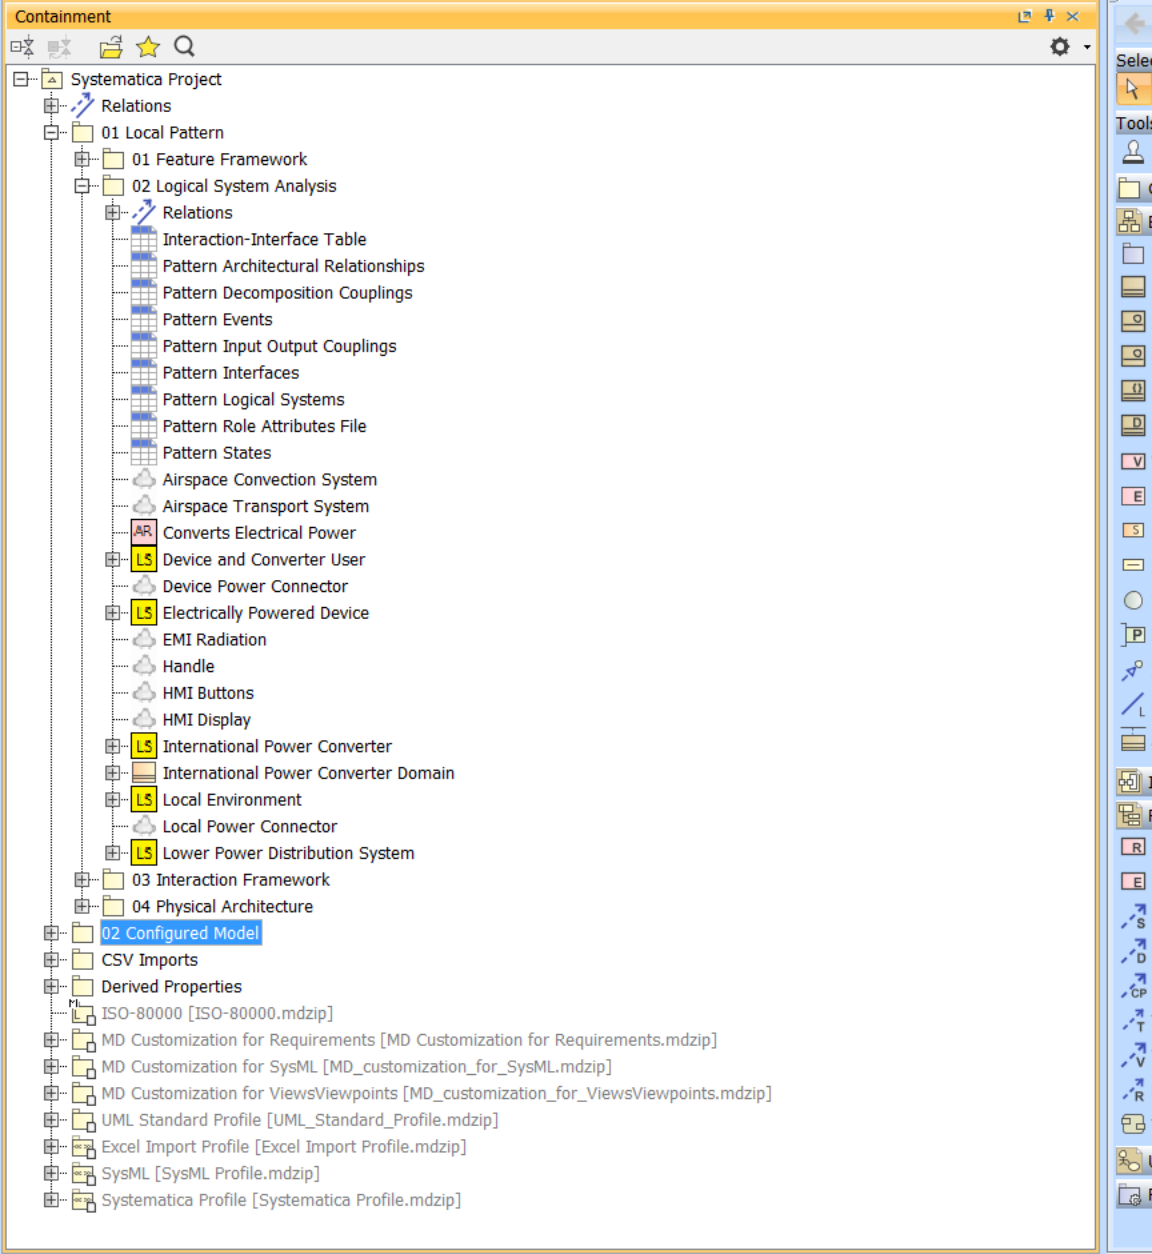 Containment
Systematica Project
Relations
01 Local Pattern
01 Feature Framework
02 Logical System Analysis
Relations
Interaction-Interface Table
Pattern Architectural Relationships
Pattern Decomposition Couplings
Pattern Events
Pattern Input Output Couplings
Pattern Interfaces
Pattern Logical Systems
Pattern Role Attributes File
Pattern States
Airspace Convection System
Airspace Transport System
AR Converts Electrical Power
LS Device and Converter User
Device Power Connector
LS Electrically Powered Device
EMI Radiation
Handle
HMI Buttons
HMI Display
LS International Power Converter
International Power Converter Domain
LS Local Environment
Local Power Connector
LS Lower Power Distribution System
03 Interaction Framework
04 Physical Architecture
02 Configured Model
CSV Imports
Derived Properties
ISO-80000 [ISO-80000.mdzip]
MD Customization for Requirements [MD Customization for Requirements.mdzip]
MD Customization for SysML [MD_customization_for_SysML.mdzip]
MD Customization for ViewsViewpoints [MD_customization_for_ViewsViewpoints.mdzip]
UML Standard Profile [UML_Standard_Profile.mdzip]
Excel Import Profile [Excel Import Profile.mdzip]
SysML [SysML Profile.mdzip]
Systematica Profile [Systematica Profile.mdzip]
Sele
Tools
D
V
E
S
P
L
R
E
S
D
CP
T
V
R